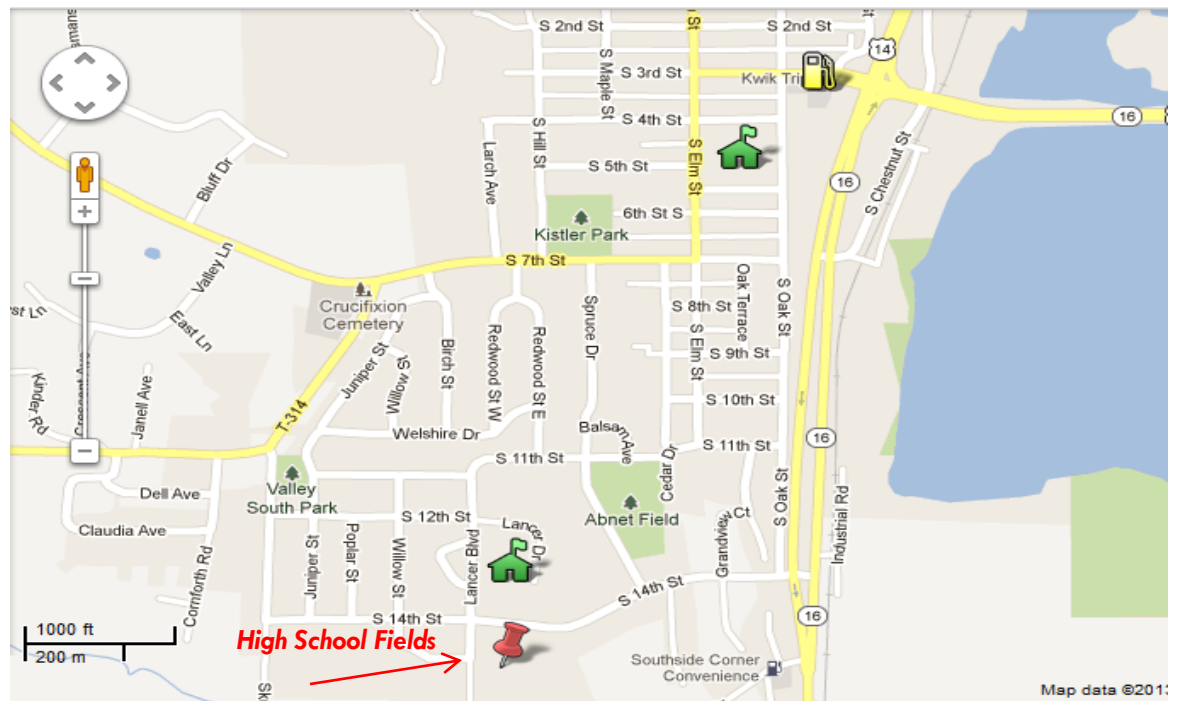 S 2nd St
S 2nd St
14
S Maple St
S 3rd St
Kwik Trip
16
S 4th St
S Hill St
Larch Ave
S Elm St
S 5th St
S Chestnut St
16
Bluff Dr
6th St S
Kistler Park
S 7th St
Valley Ln
Crucifixion
Cemetery
East Ln
Oak Terrace
S Oak St
S 8th St
Spruce Dr
S Elm St
S 9th St
Redwood St W
Redwood St E
Birch St
Juniper St
Willow St
Kinder Rd
Crescent Ave
Janell Ave
T-314
S 10th St
Welshire Dr
Balsam Ave
S 11th St
S 11th St
16
Cedar Dr
Valley
South Park
Dell Ave
Abnet Field
S Oak St
Industrial Rd
Grandview Ct
Claudia Ave
S 12th St
Lancer Dr
Lancer Blvd
Cornforth Rd
Juniper St
Poplar St
Willow St
S 14th St
S 14th St
16
1000 ft
200 m
High School Fields
Southside Corner
Convenience
Map data ©2013